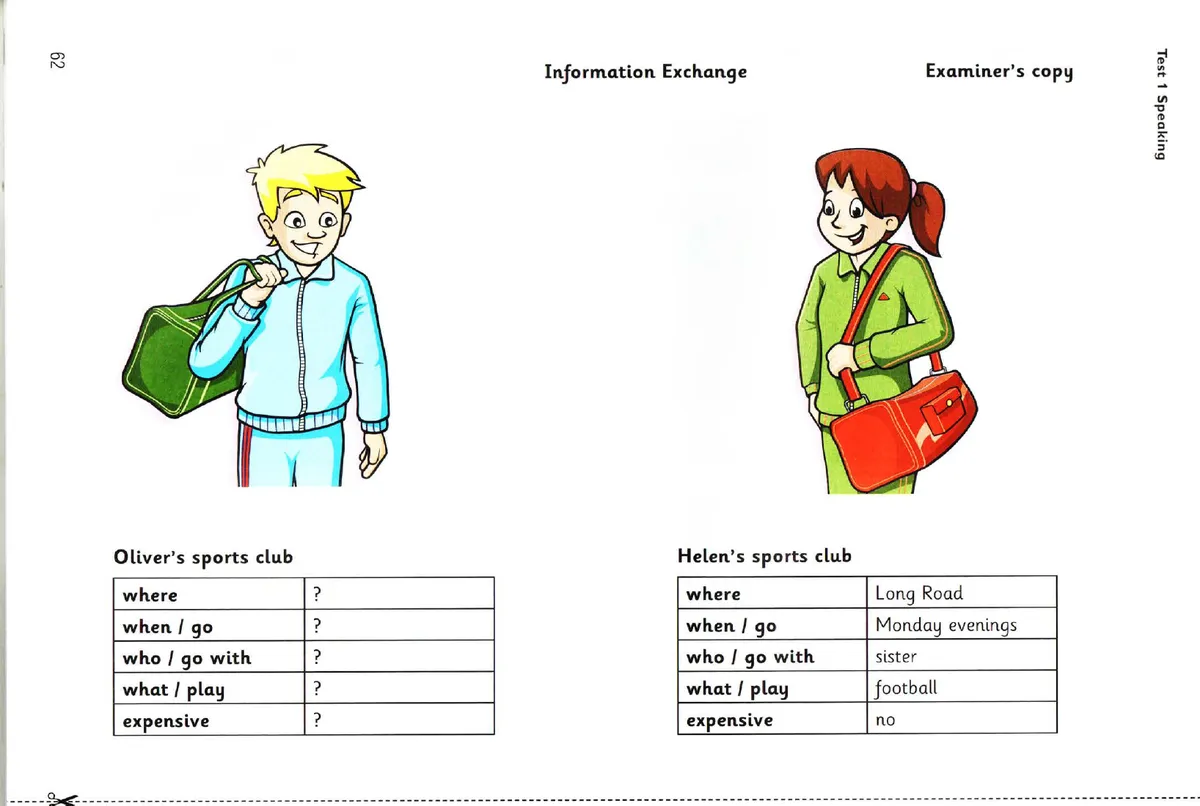 62
Information Exchange
Examiner's copy
Test 1 Speaking
Oliver's sports club
where ?
when / go ?
who / go with ?
what / play ?
expensive ?
Helen's sports club
where Long Road
when / go Monday evenings
who / go with sister
what / play football
expensive no